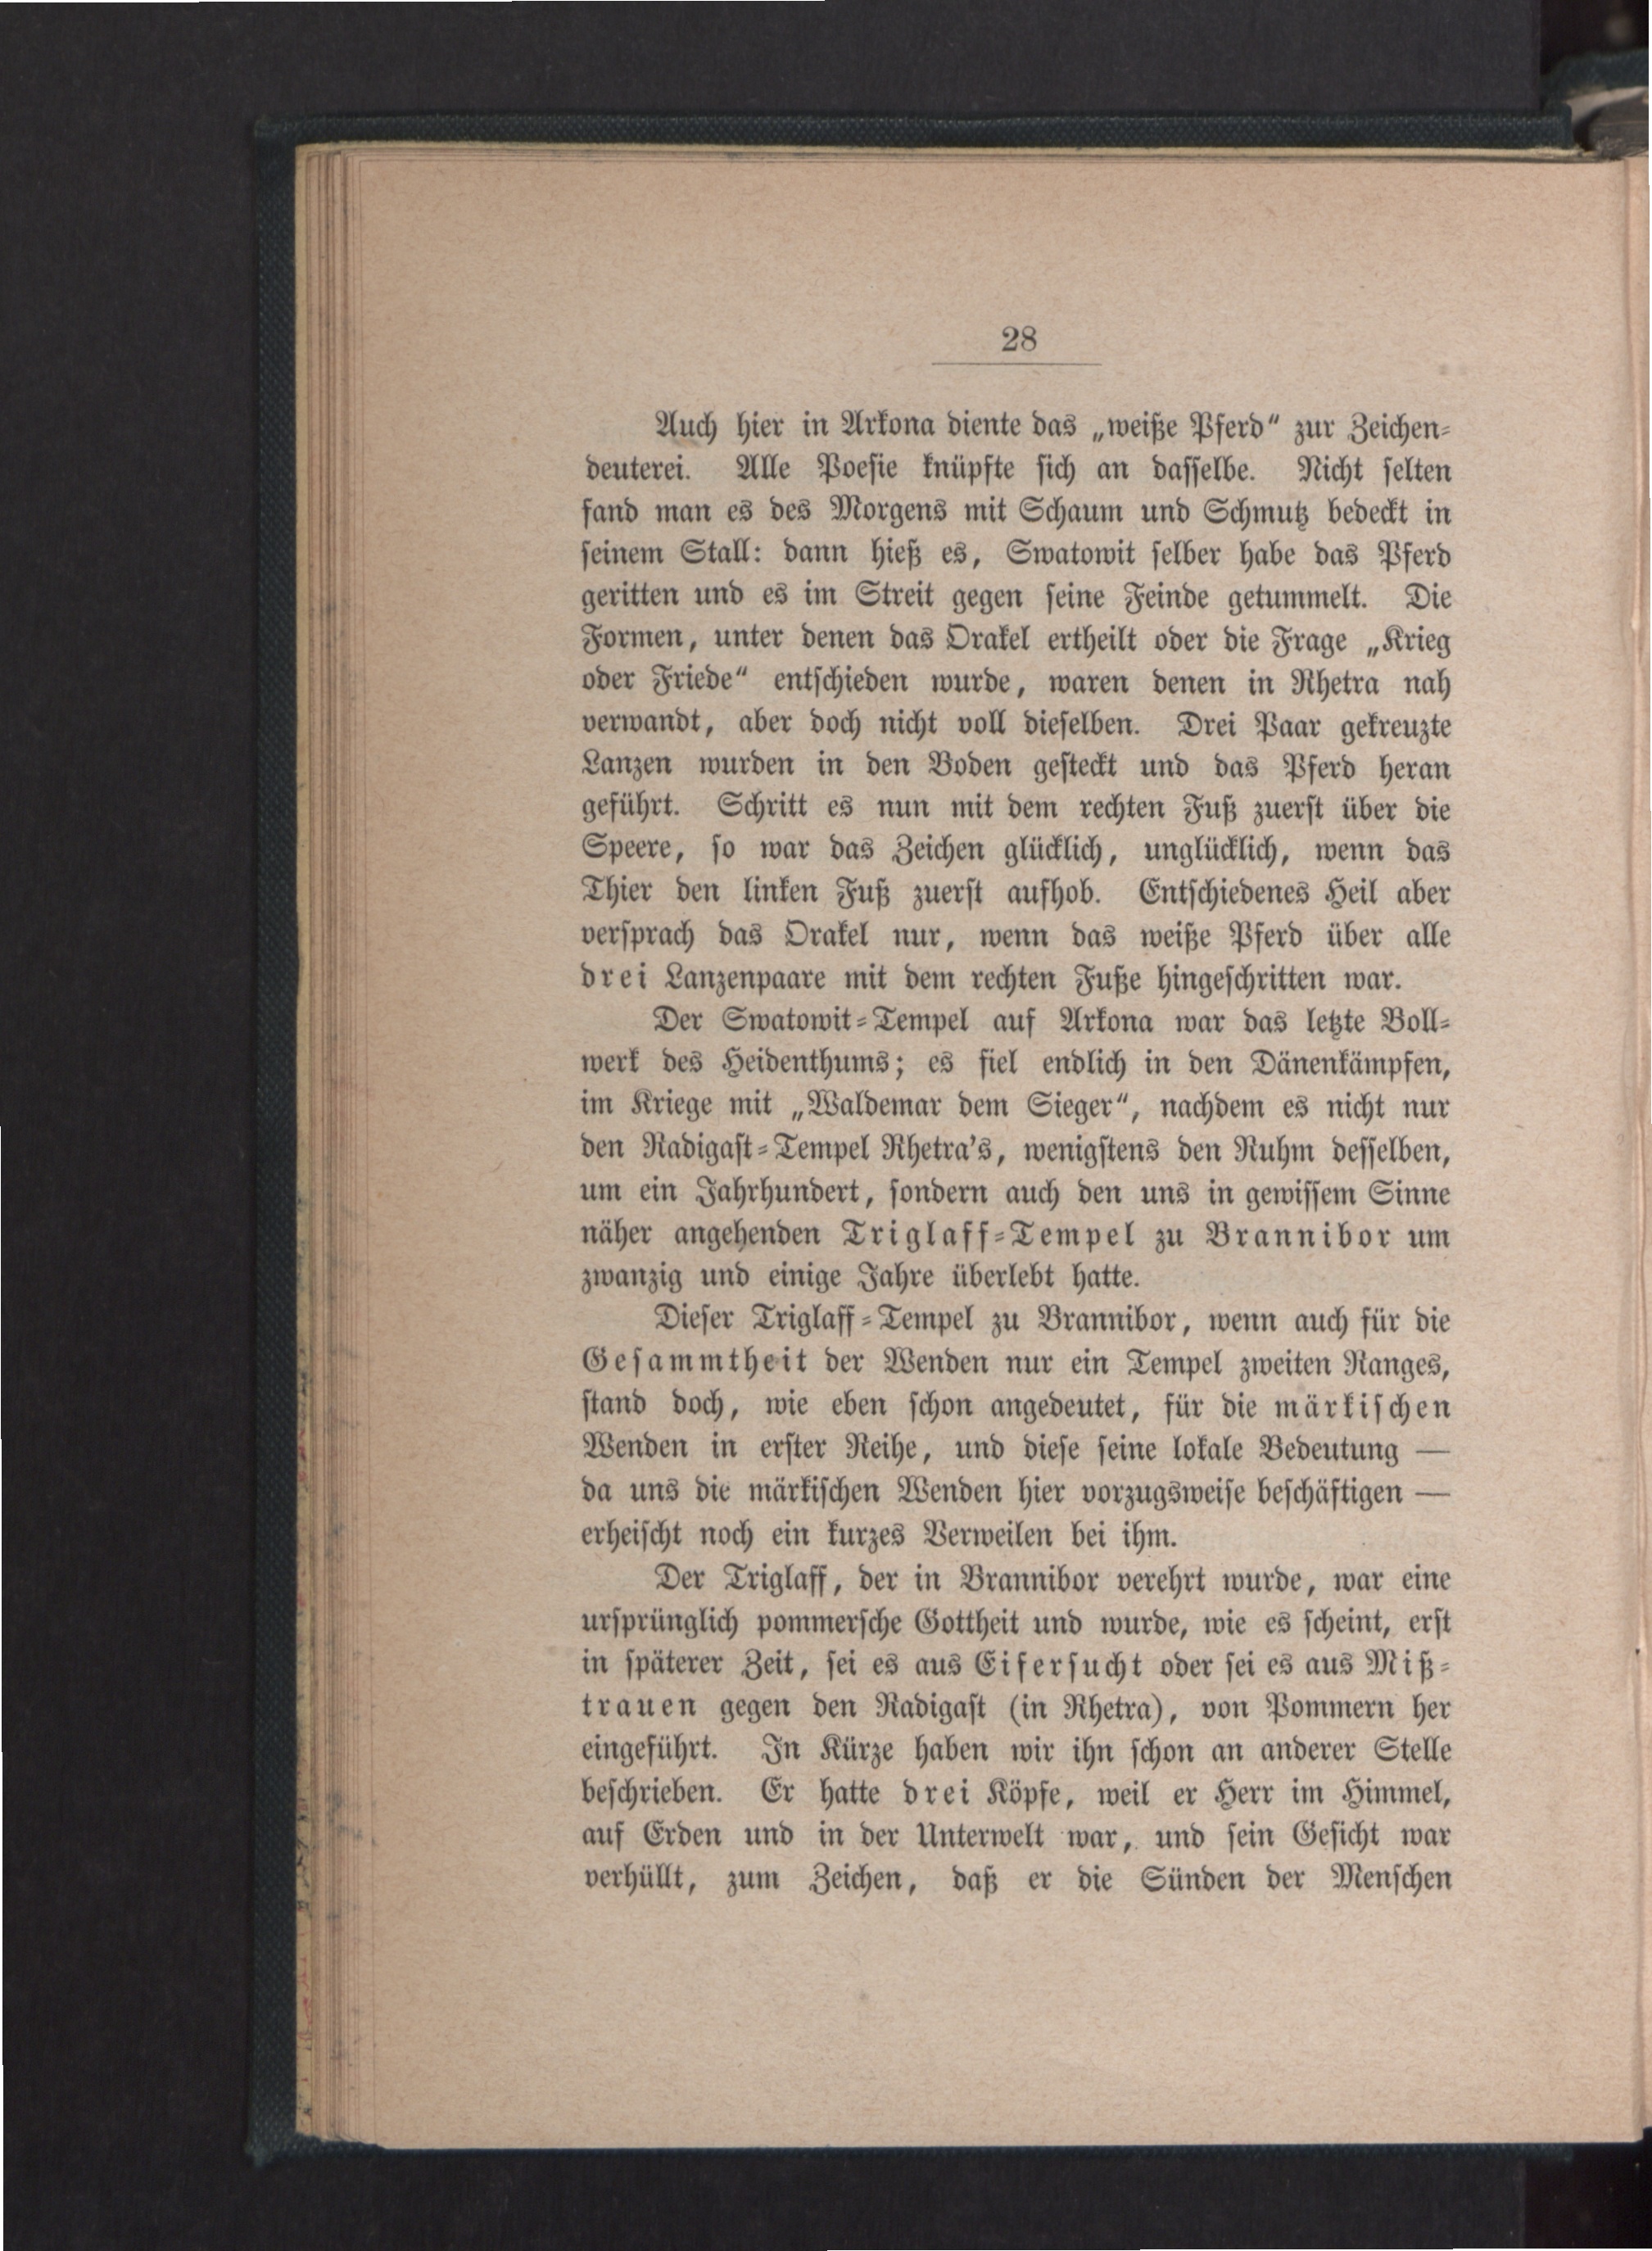 28
Auch hier in Arkona diente das „weiße Pferd“ zur Zeichen-
deuterei. Alle Poesie knüpfte sich an dasselbe. Nicht selten
fand man es des Morgens mit Schaum und Schmutz bedeckt in
seinem Stall: dann hieß es, Swatowit selber habe das Pferd
geritten und es im Streit gegen seine Feinde getummelt. Die
Formen, unter denen das Orakel ertheilt oder die Frage „Krieg
oder Friede“ entschieden wurde, waren denen in Rhetra nah
verwandt, aber doch nicht voll dieselben. Drei Paar gekreuzte
Lanzen wurden in den Boden gesteckt und das Pferd heran
geführt. Schritt es nun mit dem rechten Fuß zuerst über die
Speere, so war das Zeichen glücklich, unglücklich, wenn das
Thier den linken Fuß zuerst aufhob. Entschiedenes Heil aber
versprach das Orakel nur, wenn das weiße Pferd über alle
drei Lanzenpaare mit dem rechten Fuße hingeschritten war.
Der Swatowit-Tempel auf Arkona war das letzte Boll-
werk des Heidenthums; es fiel endlich in den Dänenkämpfen,
im Kriege mit „Waldemar dem Sieger“, nachdem es nicht nur
den Radigast-Tempel Rhetra's, wenigstens den Ruhm desselben,
um ein Jahrhundert, sondern auch den uns in gewissem Sinne
näher angehenden Triglaff-Tempel zu Brannibor um
zwanzig und einige Jahre überlebt hatte.
Dieser Triglaff-Tempel zu Brannibor, wenn auch für die
Gesammtheit der Wenden nur ein Tempel zweiten Ranges,
stand doch, wie eben schon angedeutet, für die märkischen
Wenden in erster Reihe, und diese seine lokale Bedeutung —
da uns die märkischen Wenden hier vorzugsweise beschäftigen —
erheischt noch ein kurzes Verweilen bei ihm.
Der Triglaff, der in Brannibor verehrt wurde, war eine
ursprünglich pommersche Gottheit und wurde, wie es scheint, erst
in späterer Zeit, sei es aus Eifersucht oder sei es aus Miß-
trauen gegen den Radigast (in Rhetra), von Pommern her
eingeführt. In Kürze haben wir ihn schon an anderer Stelle
beschrieben. Er hatte drei Köpfe, weil er Herr im Himmel,
auf Erden und in der Unterwelt war, und sein Gesicht war
verhüllt, zum Zeichen, daß er die Sünden der Menschen